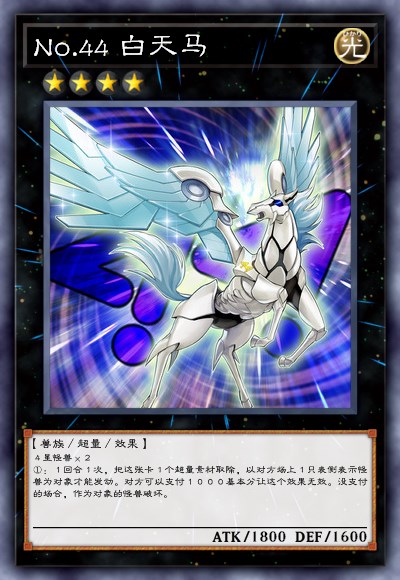 No.44 白天马
光
ひかり
【兽族／超量／效果】
４星怪兽×２
①：１回合１次，把这张卡１个超量素材取除，以对方场上１只表侧表示怪
兽为对象才能发动。对方可以支付１０００基本分让这个效果无效。没支付
的场合，作为对象的怪兽破坏。
ATK/1800 DEF/1600